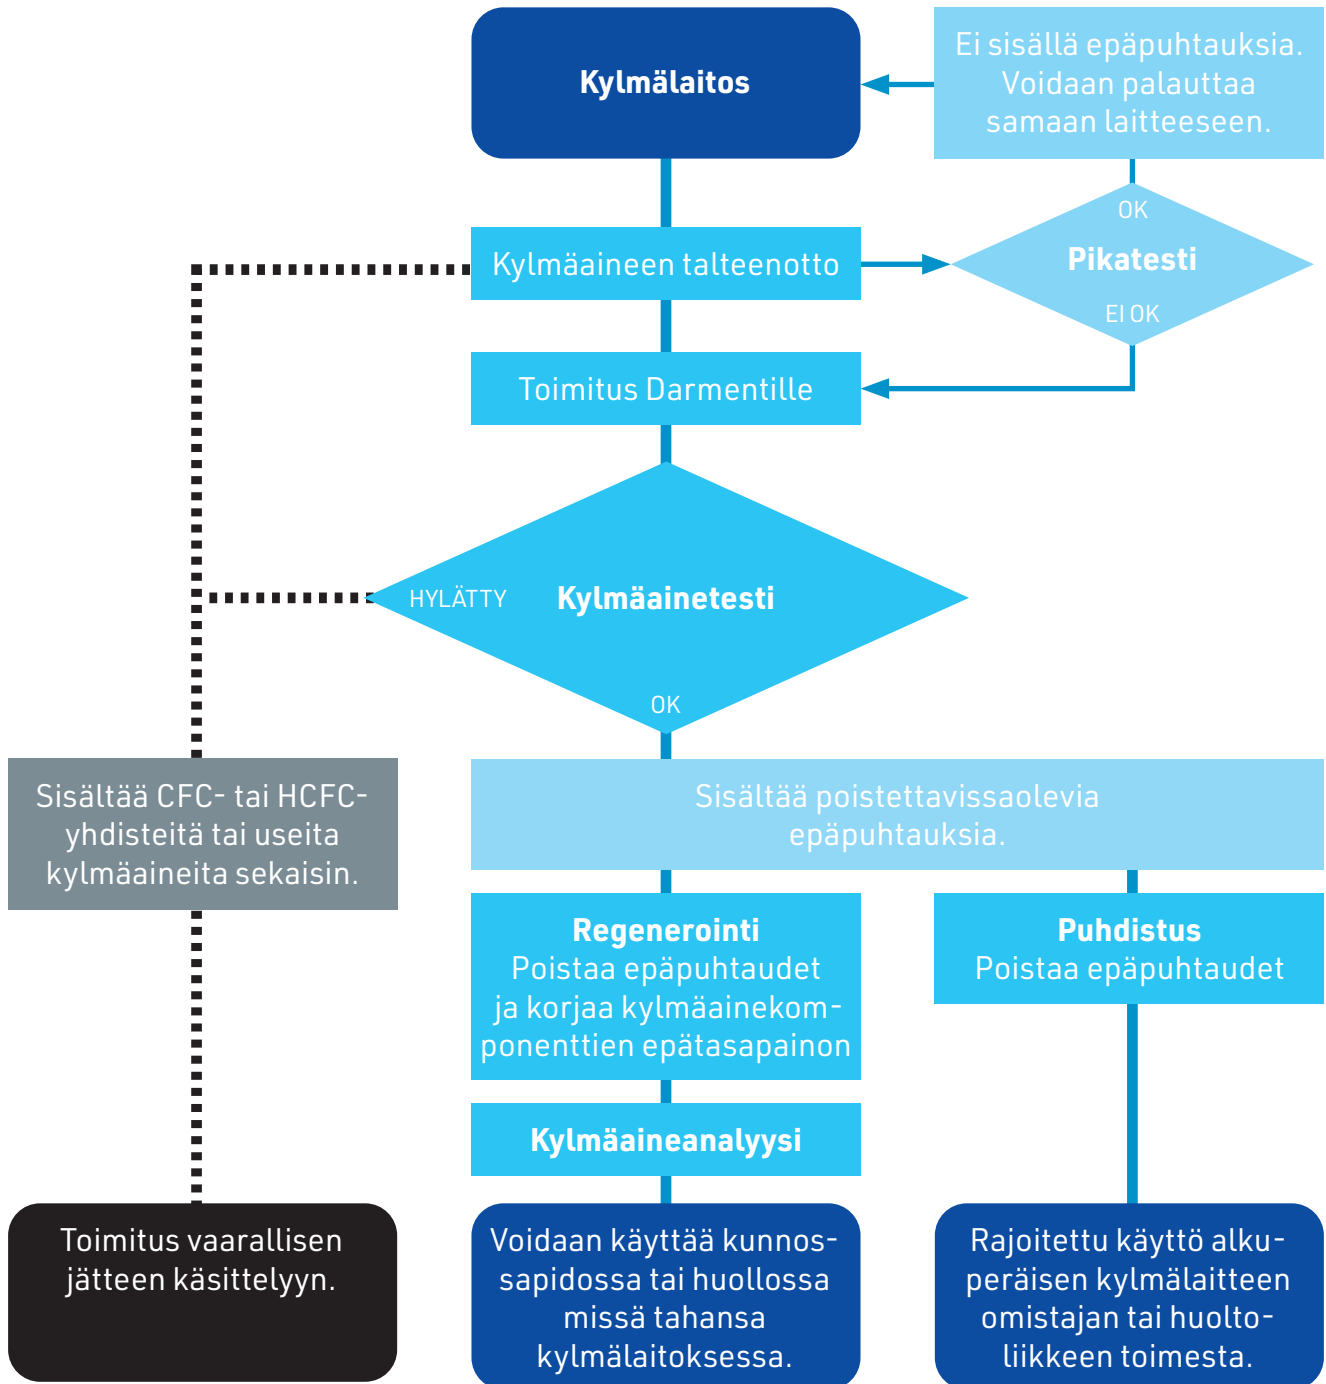 Kylmälaitos
Ei sisällä epäpuhtauksia.
Voidaan palauttaa
samaan laitteeseen.
OK
Pikatesti
EI OK
Kylmäaineen talteenotto
Toimitus Darmentille
HYLÄTTY
Kylmäainetesti
OK
Sisältää CFC- tai HCFC-
yhdisteitä tai useita
kylmäaineita sekaisin.
Sisältää poistettavissaolevia
epäpuhtauksia.
Regenerointi
Poistaa epäpuhtaudet
ja korjaa kylmäainekom-
ponenttien epätasapainon
Puhdistus
Poistaa epäpuhtaudet
Kylmäaineanalyysi
Toimitus vaarallisen
jätteen käsittelyyn.
Voidaan käyttää kunnos-
sapidossa tai huollossa
missä tahansa
kylmälaitoksessa.
Rajoitettu käyttö alku-
peräisen kylmälaitteen
omistajan tai huolto-
liikkeen toimesta.